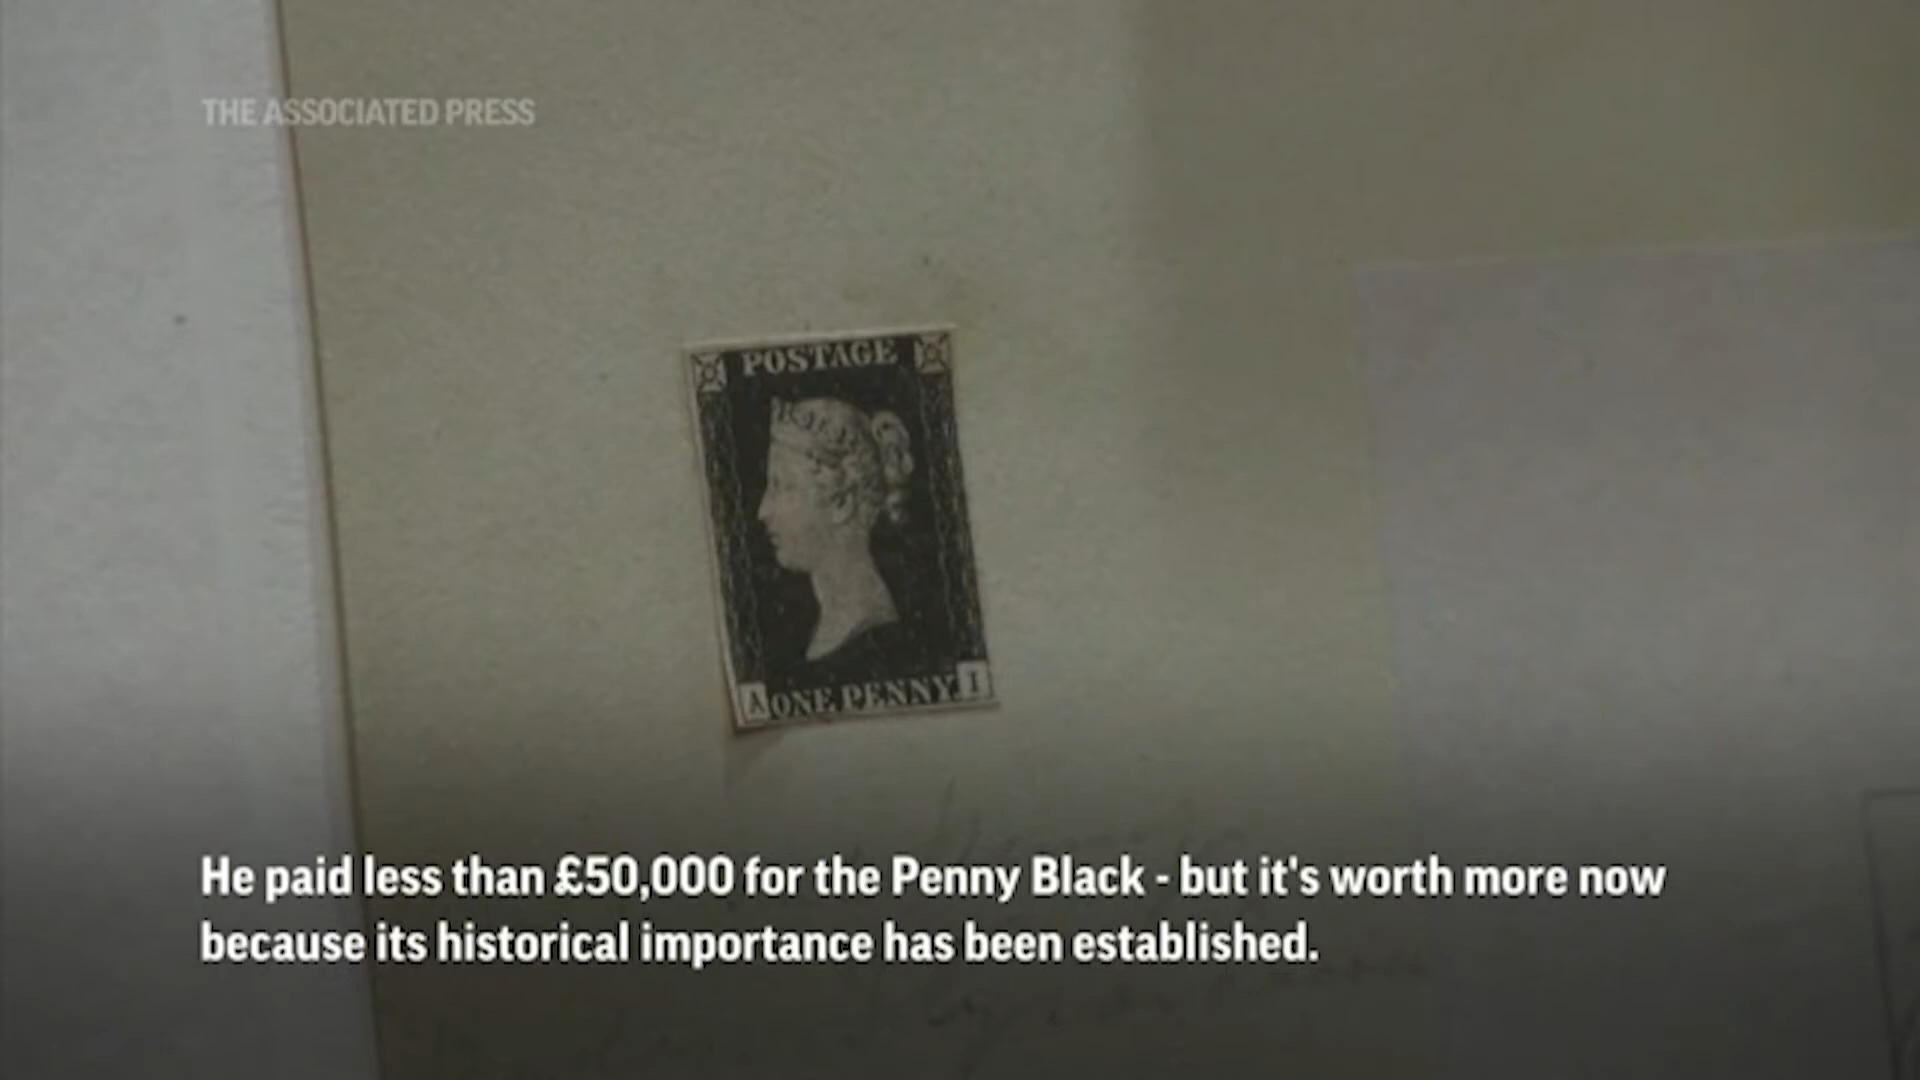 THE ASSOCIATED PRESS
POSTAGE
A ONE PENNY. I
He paid less than £50,000 for the Penny Black - but it's worth more now
because its historical importance has been established.